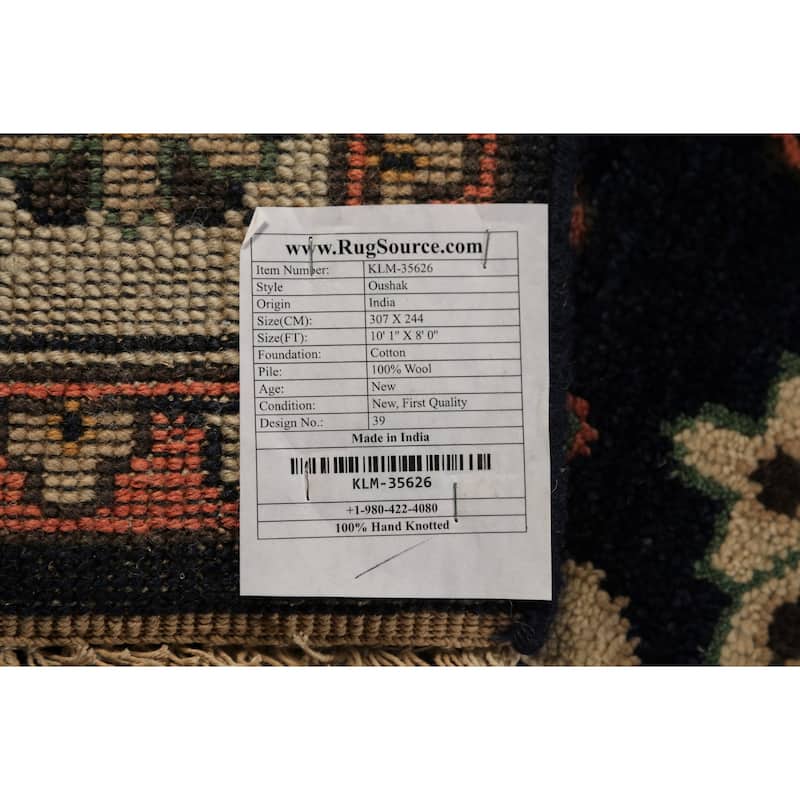 www.RugSource.com
Item Number: KLM-35626
Style Oushak
Origin India
Size(CM): 307 X 244
Size(FT): 10' 1" X 8' 0"
Foundation: Cotton
Pile: 100% Wool
Age: New
Condition: New, First Quality
Design No.: 39
Made in India
KLM-35626
+1-980-422-4080
100% Hand Knotted